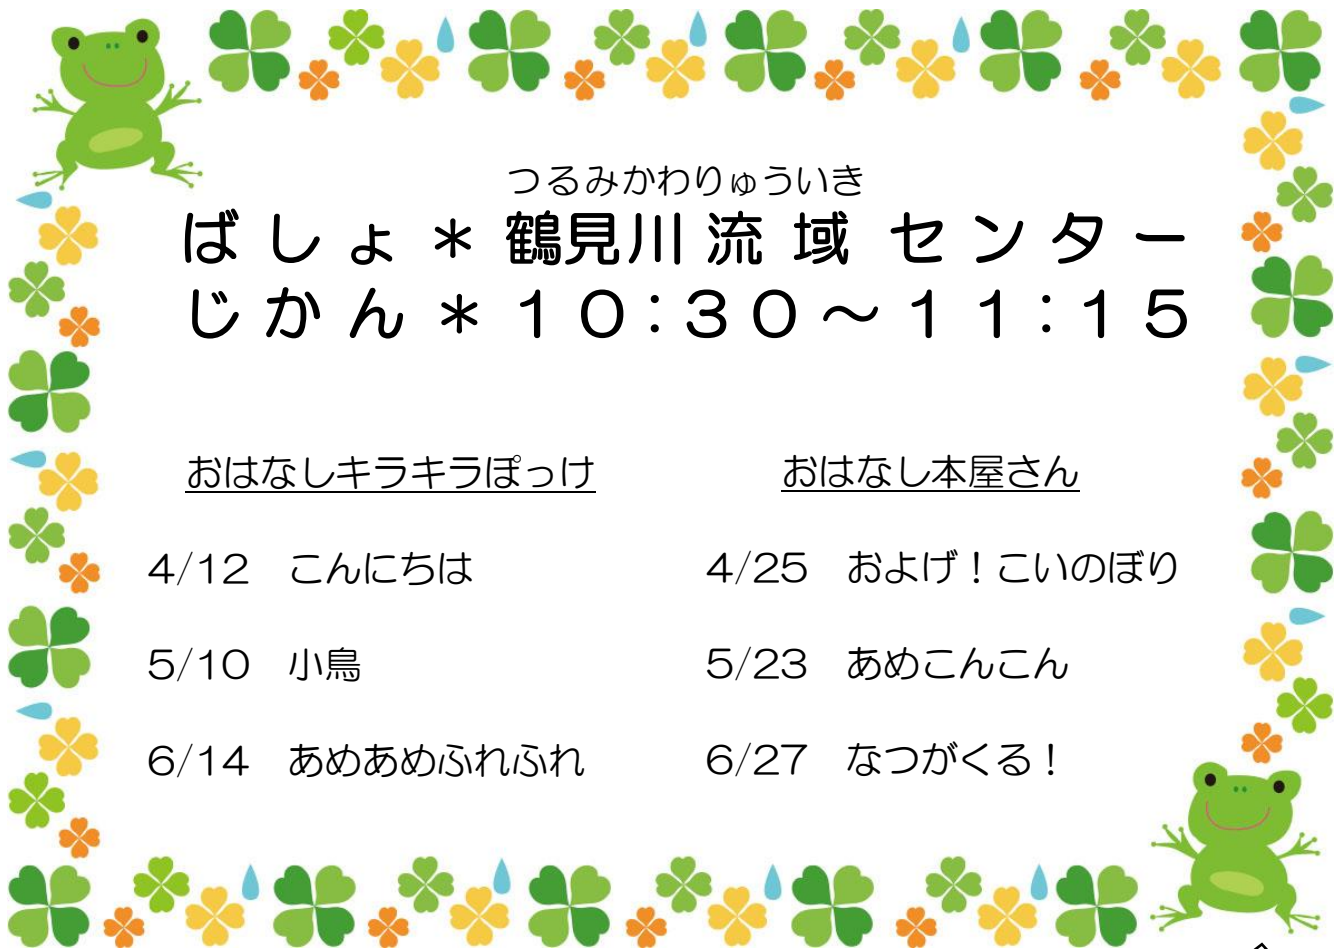 つるみかわりゅういき
ばしょ＊鶴見川流域センター
じかん＊１０：３０～１１：１５
おはなしキラキラぽっけ
4/12　こんにちは
5/10　小鳥
6/14　あめあめふれふれ
おはなし本屋さん
4/25　およげ！こいのぼり
5/23　あめこんこん
6/27　なつがくる！